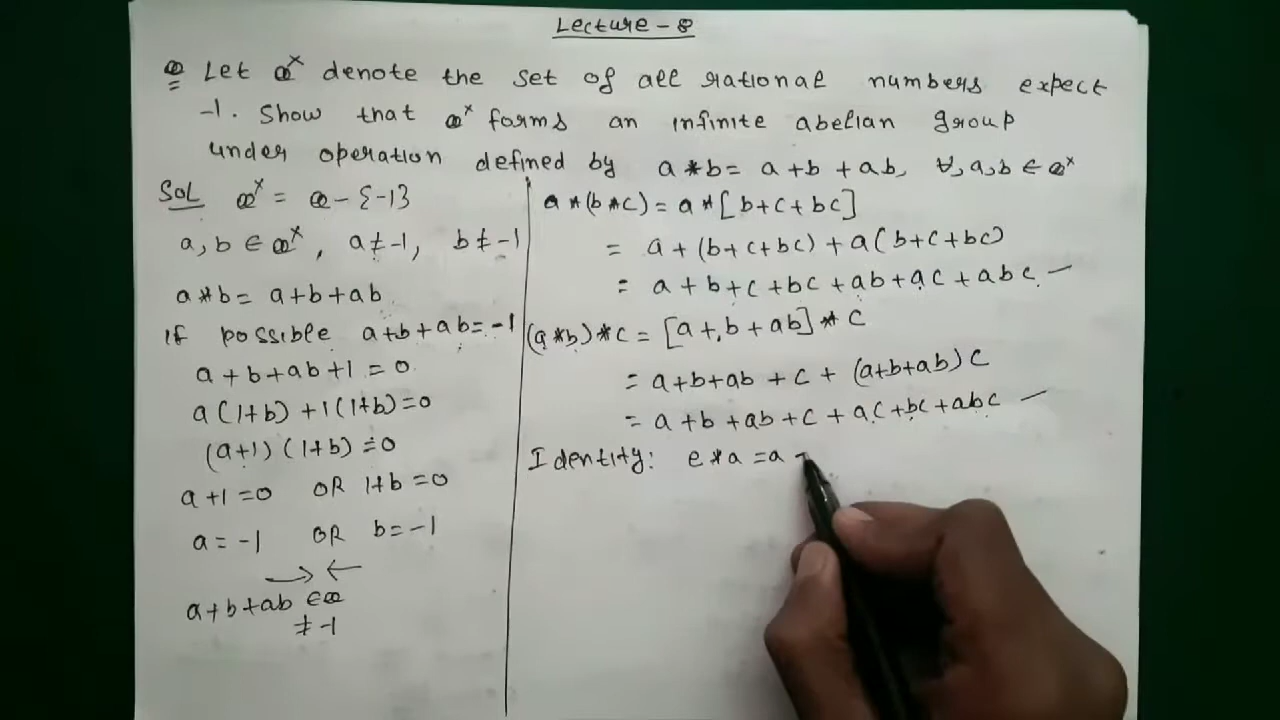 Lecture - 8
Q Let Q^x denote the set of all rational numbers expect
-1. Show that Q^x forms an infinite abelian group
under operation defined by a * b = a + b + ab, ∀, a, b ∈ Q^x
Sol Q^x = Q - {-1}
a, b ∈ Q^x, a ≠ -1, b ≠ -1
a * b = a + b + ab
If possible a + b + ab = -1
a + b + ab + 1 = 0
a(1+b) + 1(1+b) = 0
(a+1)(1+b) = 0
a + 1 = 0 OR 1 + b = 0
a = -1 OR b = -1
→ ←
a + b + ab ∈ Q
≠ -1
a * (b * c) = a * [b + c + bc]
= a + (b + c + bc) + a(b + c + bc)
= a + b + c + bc + ab + ac + abc —
(a * b) * c = [a + b + ab] * c
= a + b + ab + c + (a + b + ab) c
= a + b + ab + c + ac + bc + abc —
Identity: e * a = a -